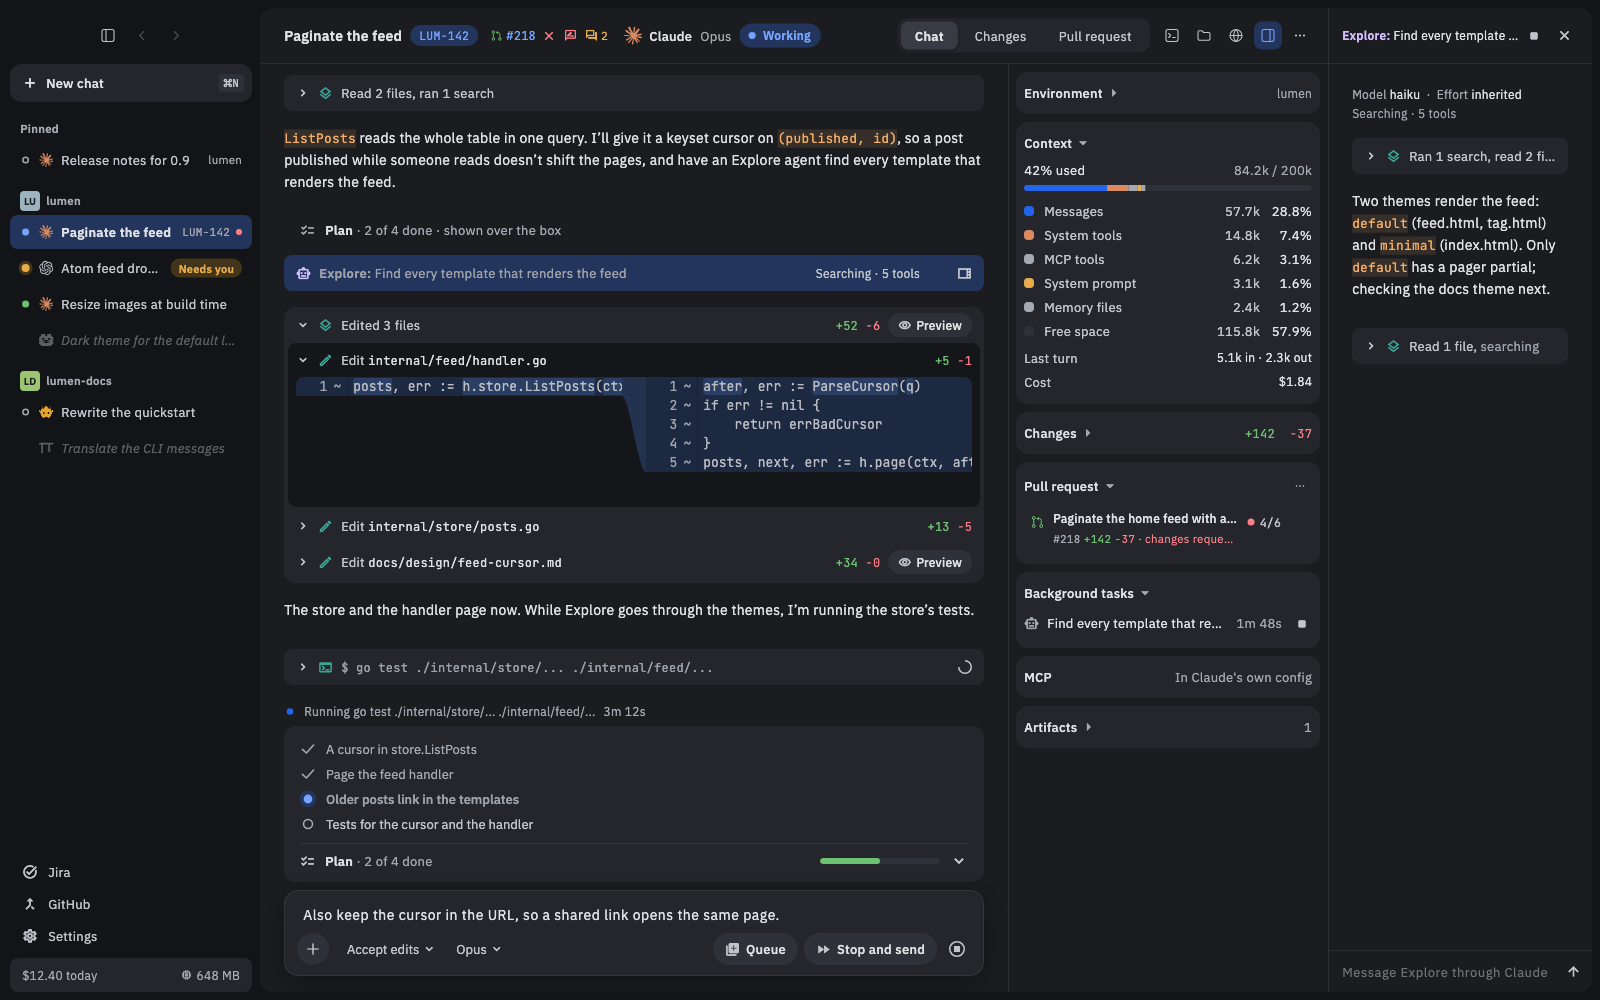 New chat
⌘N
Pinned
Release notes for 0.9 lumen
LU lumen
Paginate the feed LUM-142
Atom feed dro... Needs you
Resize images at build time
Dark theme for the default l...
LD lumen-docs
Rewrite the quickstart
Translate the CLI messages
Jira
GitHub
Settings
$12.40 today 648 MB
Paginate the feed LUM-142 #218 2 Claude Opus Working
Chat Changes Pull request
Read 2 files, ran 1 search
ListPosts reads the whole table in one query. I’ll give it a keyset cursor on (published, id), so a post
published while someone reads doesn’t shift the pages, and have an Explore agent find every template that
renders the feed.
Plan · 2 of 4 done · shown over the box
Explore: Find every template that renders the feed Searching · 5 tools
Edited 3 files +52 -6 Preview
Edit internal/feed/handler.go +5 -1
1 ~ posts, err := h.store.ListPosts(ctx
1 ~ after, err := ParseCursor(q)
2 ~ if err != nil {
3 ~ return errBadCursor
4 ~ }
5 ~ posts, next, err := h.page(ctx, aft
Edit internal/store/posts.go +13 -5
Edit docs/design/feed-cursor.md +34 -0 Preview
The store and the handler page now. While Explore goes through the themes, I’m running the store’s tests.
$ go test ./internal/store/... ./internal/feed/...
Running go test ./internal/store/... ./internal/feed/... 3m 12s
A cursor in store.ListPosts
Page the feed handler
Older posts link in the templates
Tests for the cursor and the handler
Plan · 2 of 4 done
Also keep the cursor in the URL, so a shared link opens the same page.
Accept edits Opus Queue Stop and send
Environment lumen
Context
42% used 84.2k / 200k
Messages 57.7k 28.8%
System tools 14.8k 7.4%
MCP tools 6.2k 3.1%
System prompt 3.1k 1.6%
Memory files 2.4k 1.2%
Free space 115.8k 57.9%
Last turn 5.1k in · 2.3k out
Cost $1.84
Changes +142 -37
Pull request
Paginate the home feed with a... 4/6
#218 +142 -37 · changes reque...
Background tasks
Find every template that re... 1m 48s
MCP In Claude's own config
Artifacts 1
Explore: Find every template ...
Model haiku · Effort inherited
Searching · 5 tools
Ran 1 search, read 2 fi...
Two themes render the feed:
default (feed.html, tag.html)
and minimal (index.html). Only
default has a pager partial;
checking the docs theme next.
Read 1 file, searching
Message Explore through Claude